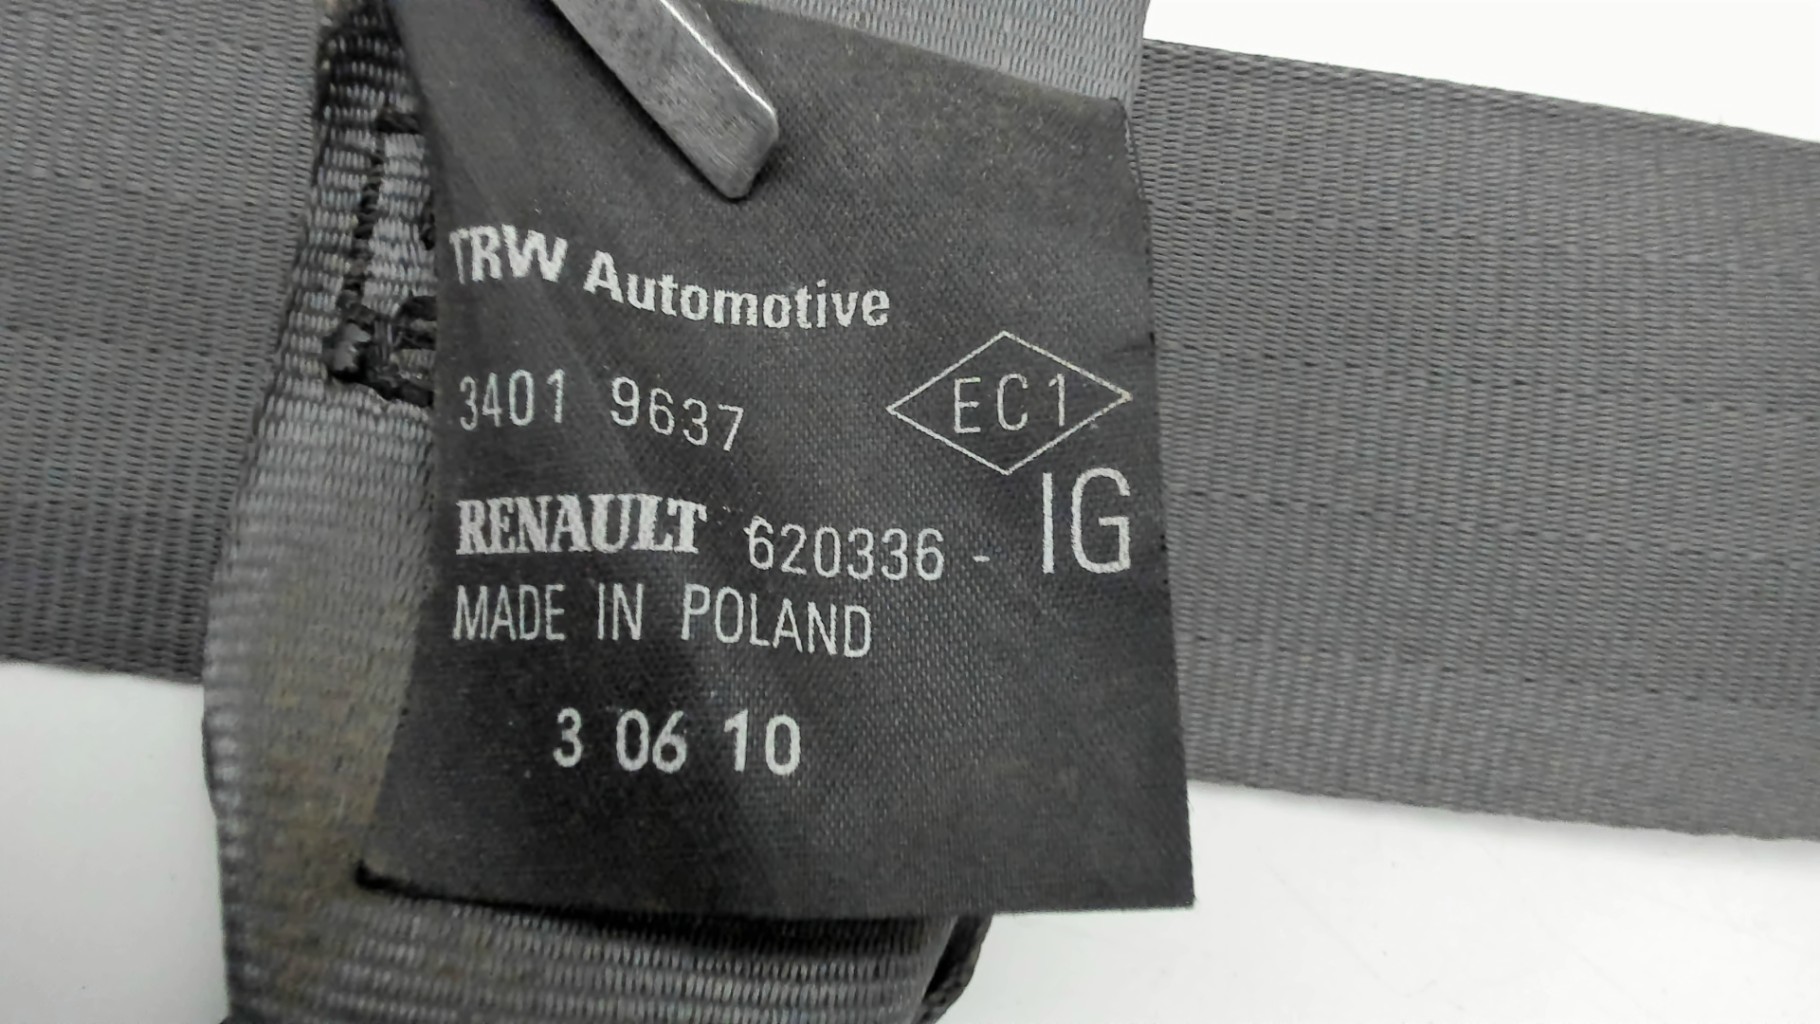 TRW Automotive
3401 9637
EC1
RENAULT 620336 - IG
MADE IN POLAND
3 06 10